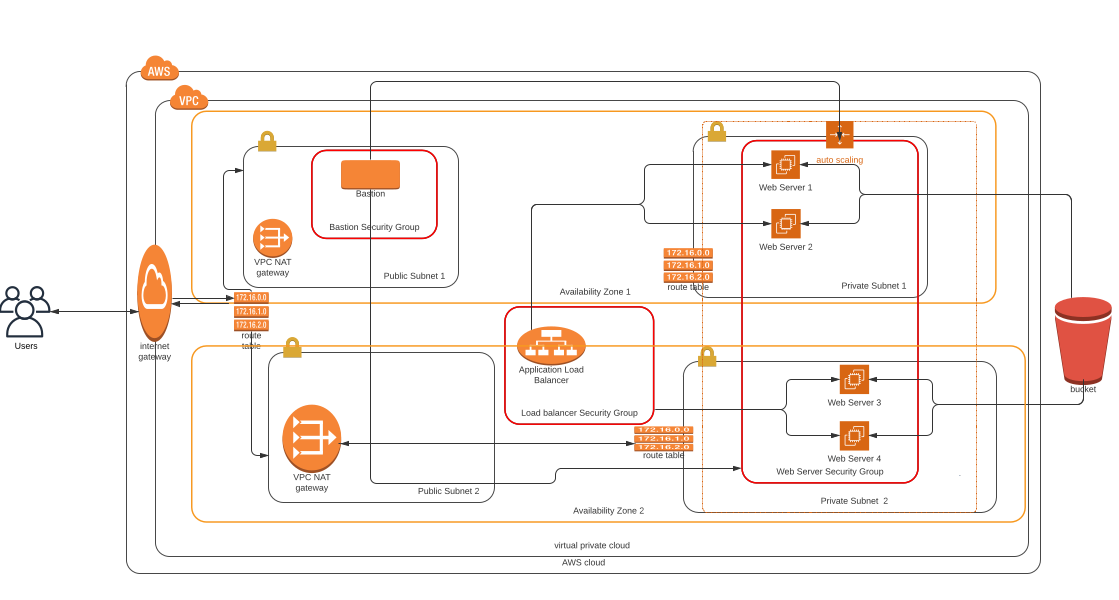 AWS
VPC
auto scaling
Web Server 1
Bastion
Bastion Security Group
Web Server 2
VPC NAT
gateway
Public Subnet 1
172.16.0.0
172.16.1.0
172.16.2.0
route table
Private Subnet 1
Availability Zone 1
172.16.0.0
172.16.1.0
172.16.2.0
route
table
Users
internet
gateway
Application Load
Balancer
Load balancer Security Group
bucket
Web Server 3
172.16.0.0
172.16.1.0
172.16.2.0
route table
Web Server 4
Web Server Security Group
VPC NAT
gateway
Public Subnet 2
Private Subnet  2
Availability Zone 2
virtual private cloud
AWS cloud